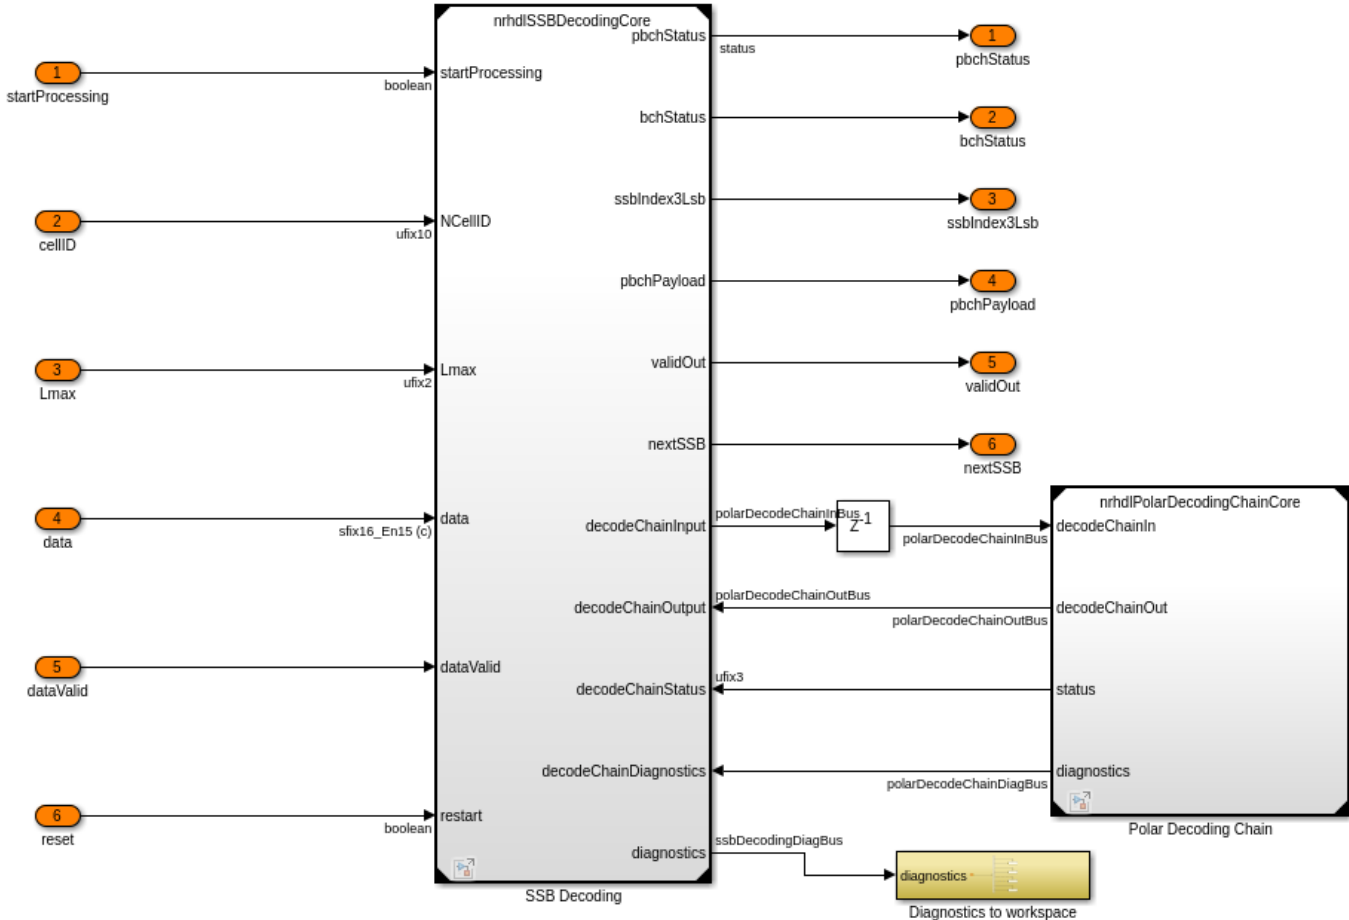 nrhdlSSBDecodingCore
pbchStatus
status
1
pbchStatus
1
startProcessing
boolean
startProcessing
bchStatus
2
bchStatus
ssbIndex3Lsb
3
ssbIndex3Lsb
2
cellID
ufix10
NCellID
pbchPayload
4
pbchPayload
3
Lmax
ufix2
Lmax
validOut
5
validOut
nextSSB
6
nextSSB
4
data
sfix16_En15 (c)
data
decodeChainInput
polarDecodeChainInBus
z-1
polarDecodeChainInBus
nrhdlPolarDecodingChainCore
decodeChainIn
decodeChainOutput
polarDecodeChainOutBus
polarDecodeChainOutBus
decodeChainOut
5
dataValid
dataValid
decodeChainStatus
ufix3
status
decodeChainDiagnostics
polarDecodeChainDiagBus
diagnostics
Polar Decoding Chain
6
reset
boolean
restart
diagnostics
ssbDecodingDiagBus
diagnostics
SSB Decoding
Diagnostics to workspace